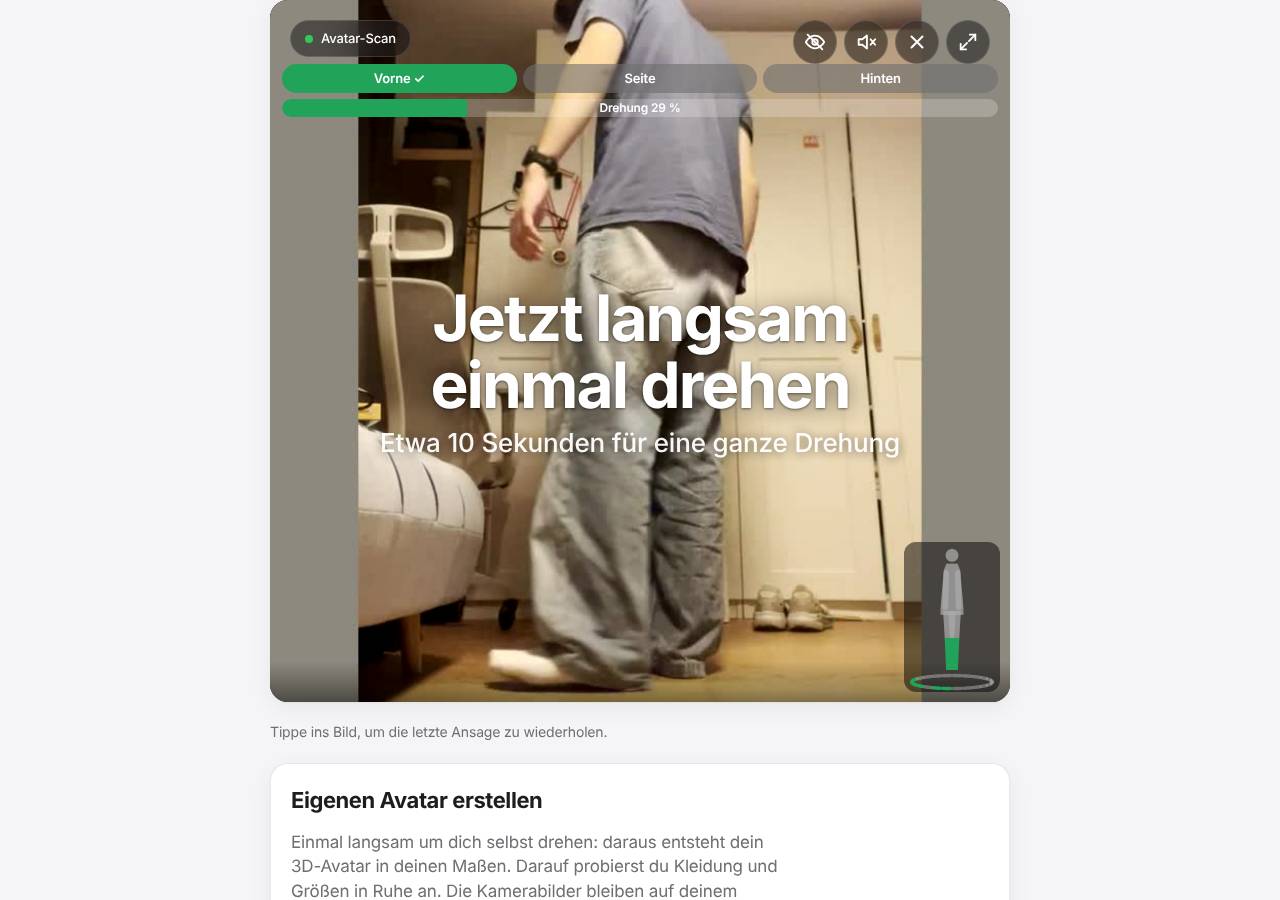 Avatar-Scan
Vorne ✓
Seite
Hinten
Drehung 29 %
Jetzt langsam
einmal drehen
Etwa 10 Sekunden für eine ganze Drehung
Tippe ins Bild, um die letzte Ansage zu wiederholen.
Eigenen Avatar erstellen
Einmal langsam um dich selbst drehen: daraus entsteht dein
3D-Avatar in deinen Maßen. Darauf probierst du Kleidung und
Größen in Ruhe an. Die Kamerabilder bleiben auf deinem